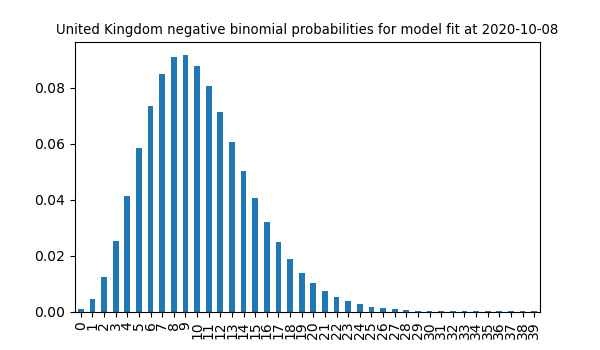 United Kingdom negative binomial probabilities for model fit at 2020-10-08
0.08
0.06
0.04
0.02
0.00
0 1 2 3 4 5 6 7 8 9 10 11 12 13 14 15 16 17 18 19 20 21 22 23 24 25 26 27 28 29 30 31 32 33 34 35 36 37 38 39